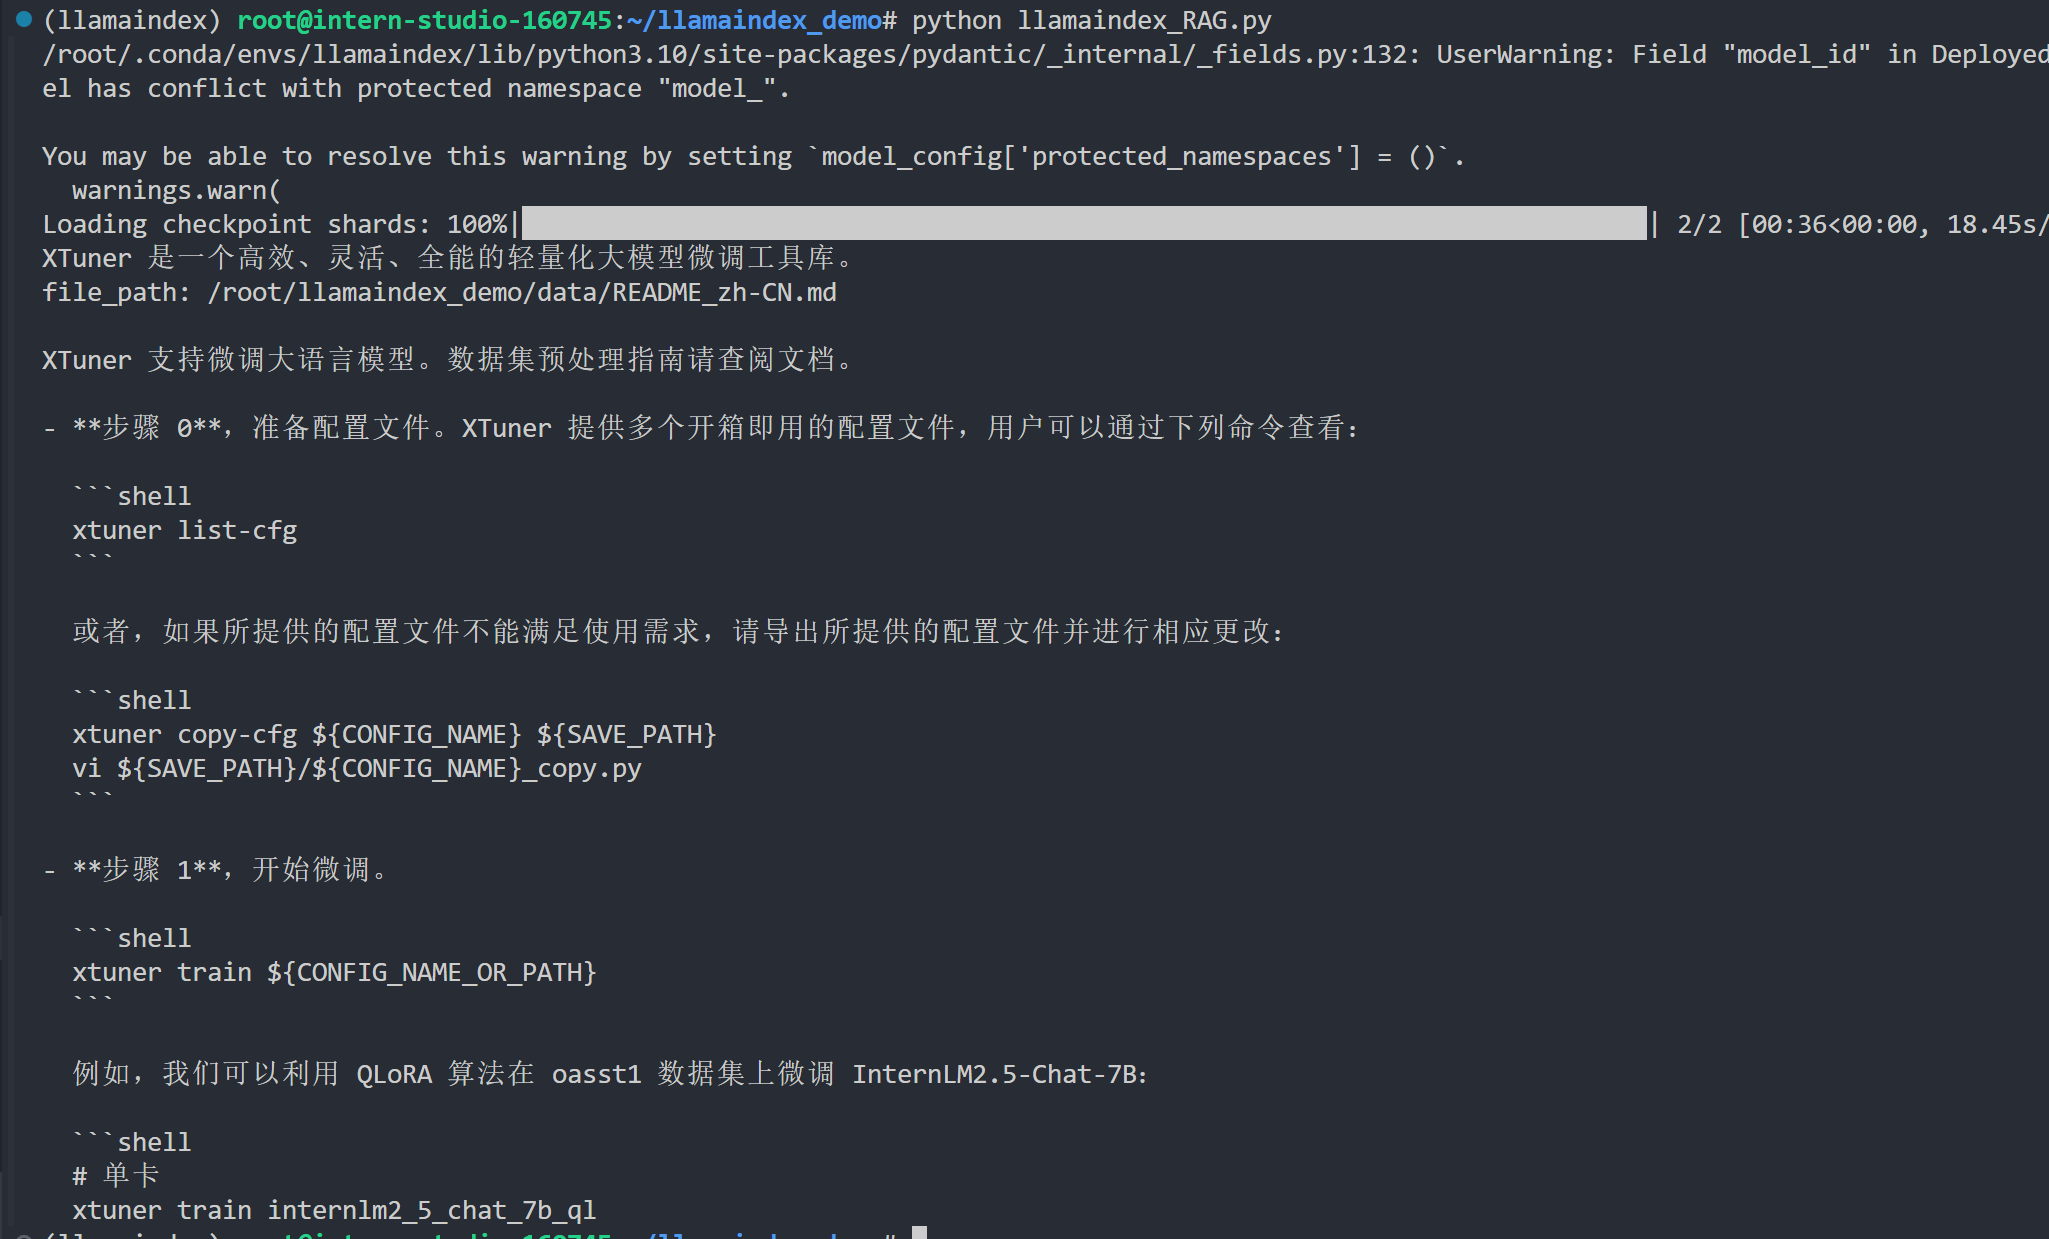 (llamaindex) root@intern-studio-160745:~/llamaindex_demo# python llamaindex_RAG.py
/root/.conda/envs/llamaindex/lib/python3.10/site-packages/pydantic/_internal/_fields.py:132: UserWarning: Field "model_id" in Deployed
el has conflict with protected namespace "model_".
You may be able to resolve this warning by setting `model_config['protected_namespaces'] = ()`.
warnings.warn(
Loading checkpoint shards: 100%| | 2/2 [00:36<00:00, 18.45s/
XTuner 是一个高效、灵活、全能的轻量化大模型微调工具库。
file_path: /root/llamaindex_demo/data/README_zh-CN.md
XTuner 支持微调大语言模型。数据集预处理指南请查阅文档。
- **步骤 0**，准备配置文件。XTuner 提供多个开箱即用的配置文件，用户可以通过下列命令查看：
```shell
xtuner list-cfg
```
或者，如果所提供的配置文件不能满足使用需求，请导出所提供的配置文件并进行相应更改：
```shell
xtuner copy-cfg ${CONFIG_NAME} ${SAVE_PATH}
vi ${SAVE_PATH}/${CONFIG_NAME}_copy.py
```
- **步骤 1**，开始微调。
```shell
xtuner train ${CONFIG_NAME_OR_PATH}
```
例如，我们可以利用 QLoRA 算法在 oasst1 数据集上微调 InternLM2.5-Chat-7B：
```shell
# 单卡
xtuner train internlm2_5_chat_7b_ql
(llamaindex) root@intern-studio-160745:~/llamaindex_demo#